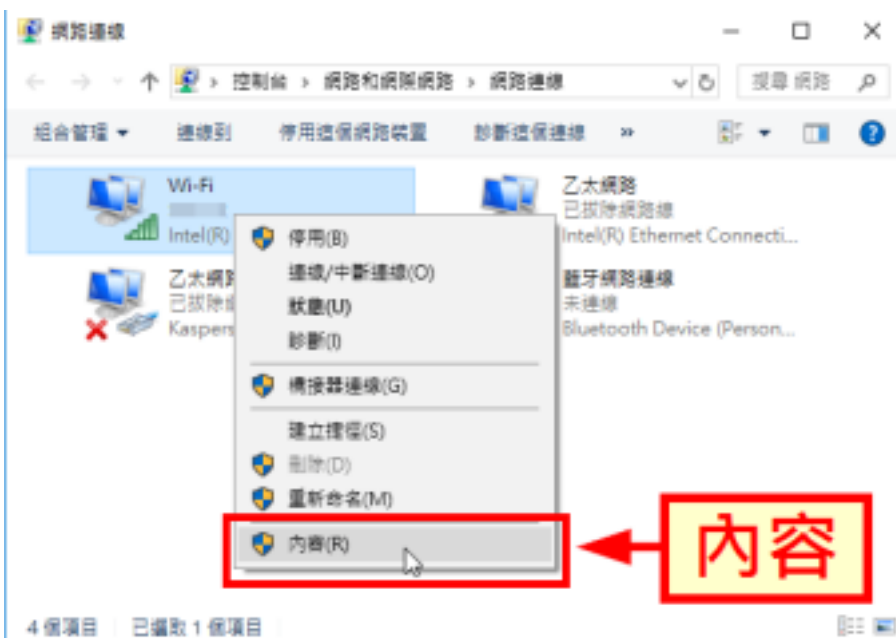 網路連線
控制台 › 網路和網際網路 › 網路連線
搜尋 網路
組合管理
連線到
停用這個網路裝置
診斷這個連線
»
Wi-Fi
Intel(R)
乙太網路
已拔除網路線
Intel(R) Ethernet Connecti...
乙太網
已拔除
Kaspers
藍牙網路連線
未連線
Bluetooth Device (Person...
停用(B)
連線/中斷連線(O)
狀態(U)
診斷(I)
橋接器連線(G)
建立捷徑(S)
刪除(D)
重新命名(M)
內容(R)
內容
4 個項目
已選取 1 個項目